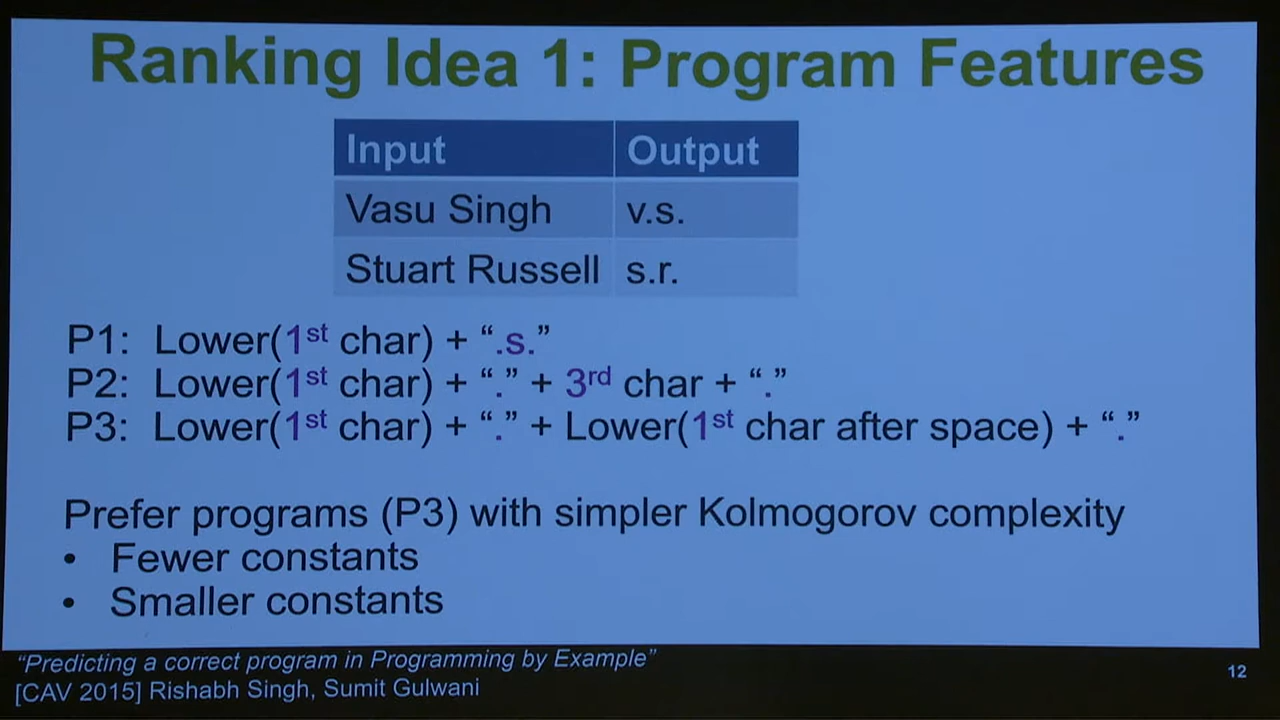 Ranking Idea 1: Program Features
Input Output
Vasu Singh v.s.
Stuart Russell s.r.
P1: Lower(1st char) + “.s.”
P2: Lower(1st char) + “.” + 3rd char + “.”
P3: Lower(1st char) + “.” + Lower(1st char after space) + “.”
Prefer programs (P3) with simpler Kolmogorov complexity
• Fewer constants
• Smaller constants
“Predicting a correct program in Programming by Example”
[CAV 2015] Rishabh Singh, Sumit Gulwani
12